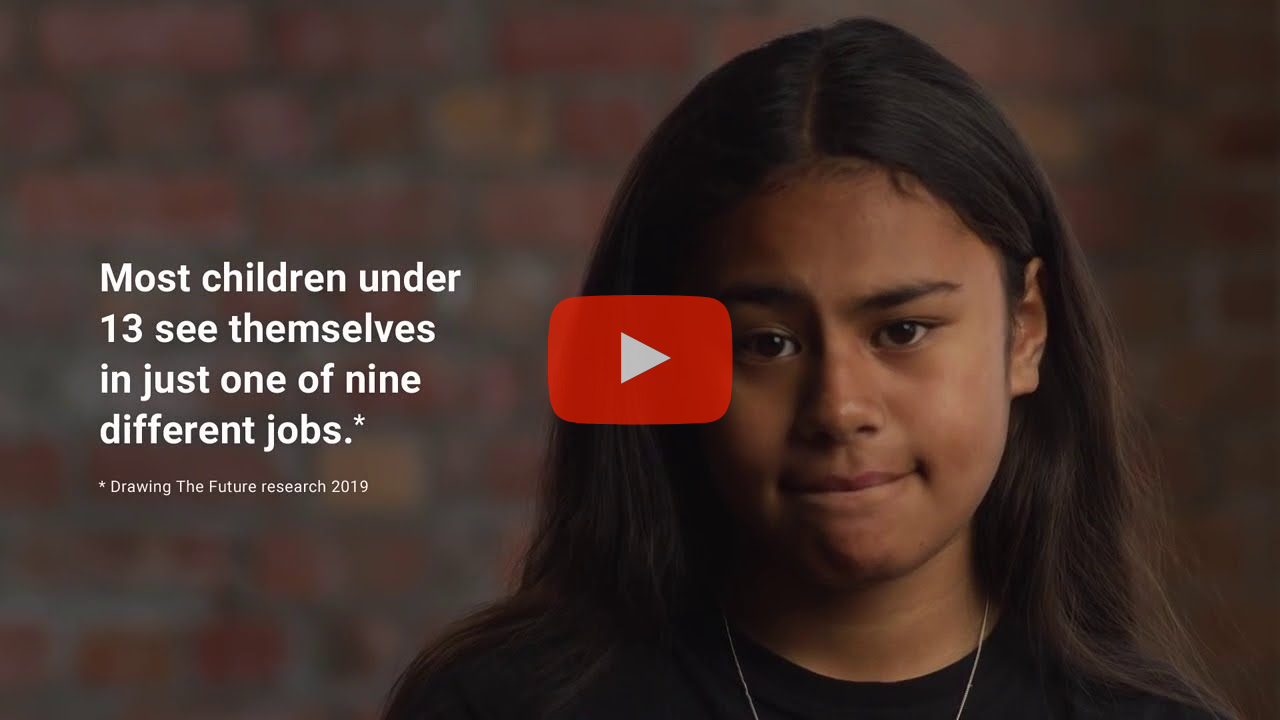 Most children under
13 see themselves
in just one of nine
different jobs.*
* Drawing The Future research 2019